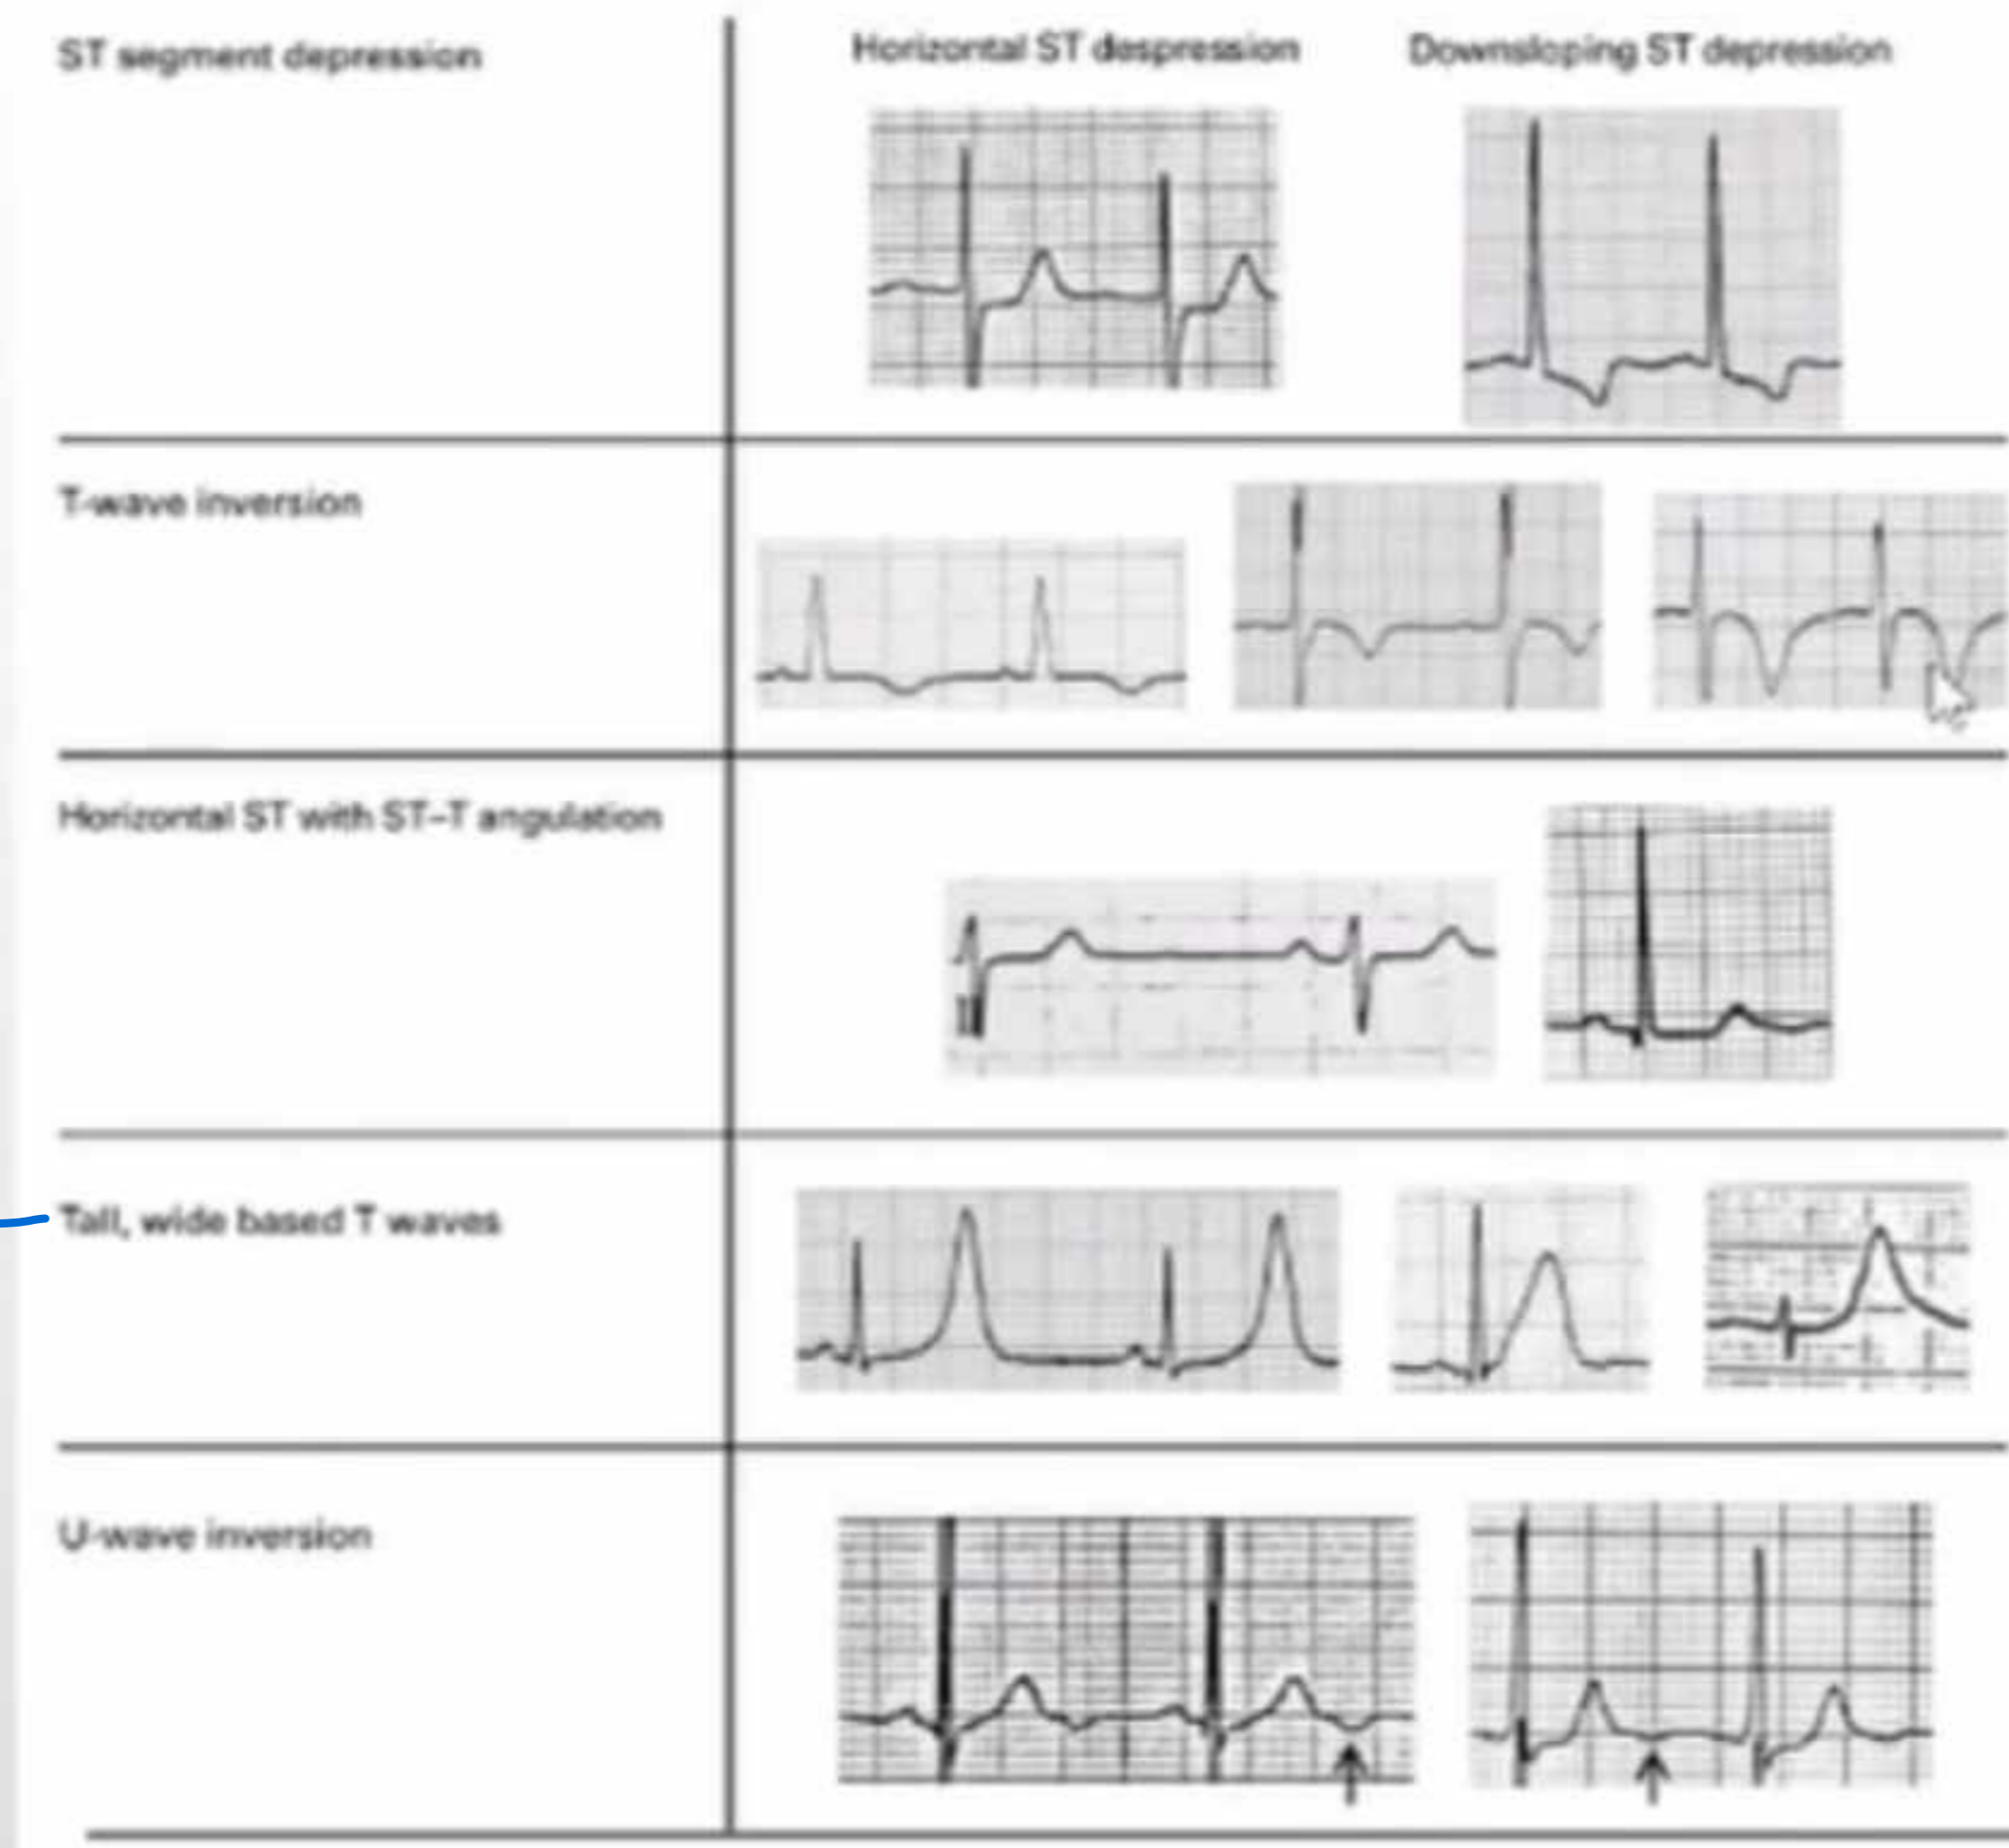 ST segment depression
Horizontal ST despression
Downsloping ST depression
T-wave inversion
Horizontal ST with ST–T angulation
Tall, wide based T waves
U-wave inversion